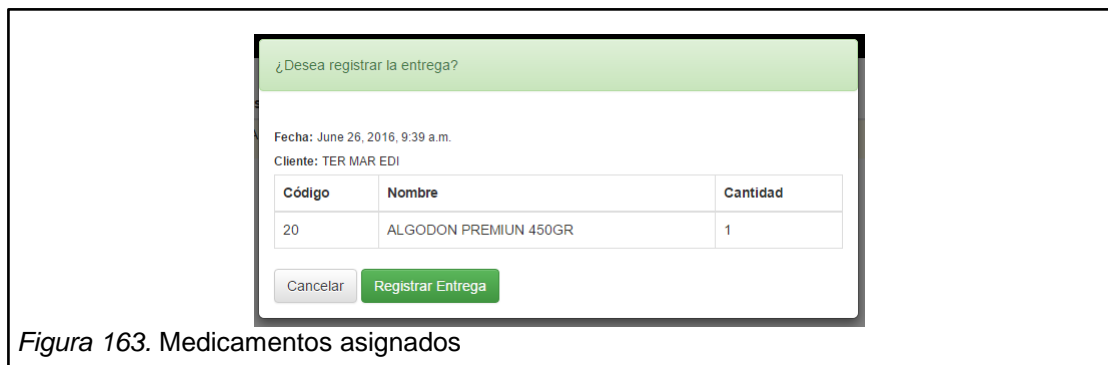 ¿Desea registrar la entrega?
Fecha: June 26, 2016, 9:39 a.m.
Cliente: TER MAR EDI
Código Nombre Cantidad
20 ALGODON PREMIUN 450GR 1
Cancelar Registrar Entrega
Figura 163. Medicamentos asignados